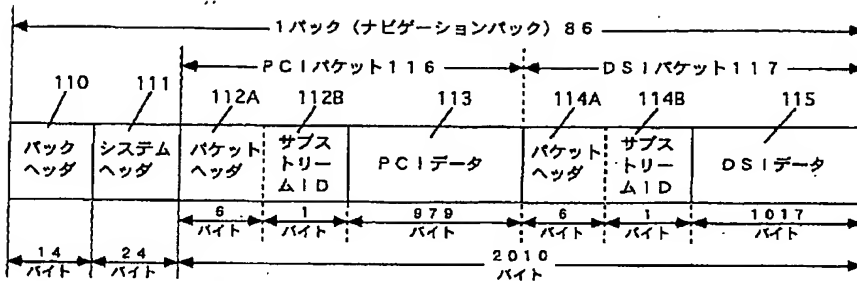 1パック(ナビゲーションパック)86
PCIパケット116
DSIパケット117
110
111
112A
112B
113
114A
114B
115
パック
ヘッダ
システム
ヘッダ
パケット
ヘッダ
サブス
トリー
ムID
PCIデータ
パケット
ヘッダ
サブス
トリー
ムID
DSIデータ
6
バイト
1
バイト
979
バイト
6
バイト
1
バイト
1017
バイト
14
バイト
24
バイト
2010
バイト